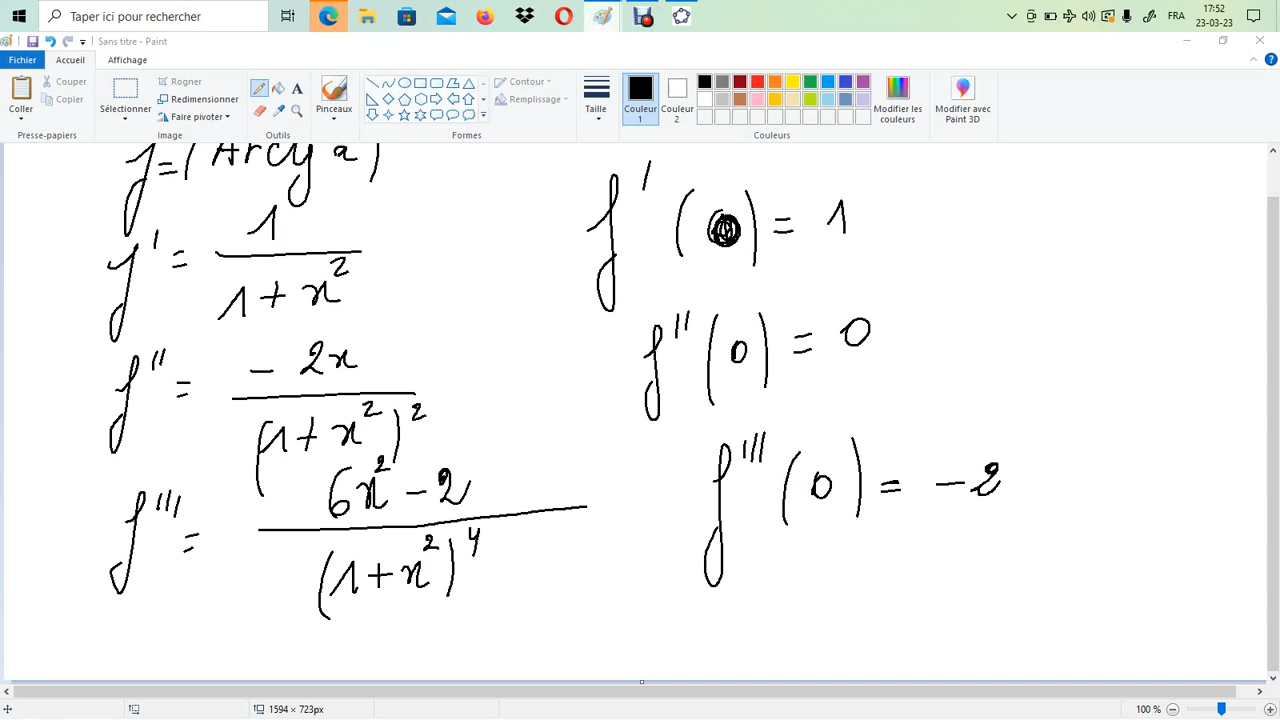 Taper ici pour rechercher
FRA
17:52
23-03-23
Sans titre - Paint
Fichier
Accueil
Affichage
Coller
Couper
Copier
Presse-papiers
Sélectionner
Rogner
Redimensionner
Faire pivoter
Image
Outils
Pinceaux
Contour
Remplissage
Formes
Taille
Couleur 1
Couleur 2
Modifier les couleurs
Couleurs
Modifier avec Paint 3D
f' = 1 / (1 + x²)
f'' = -2x / (1 + x²)²
f''' = (6x² - 2) / (1 + x²)⁴
f'(0) = 1
f''(0) = 0
f'''(0) = -2
1594 × 723px
100 %